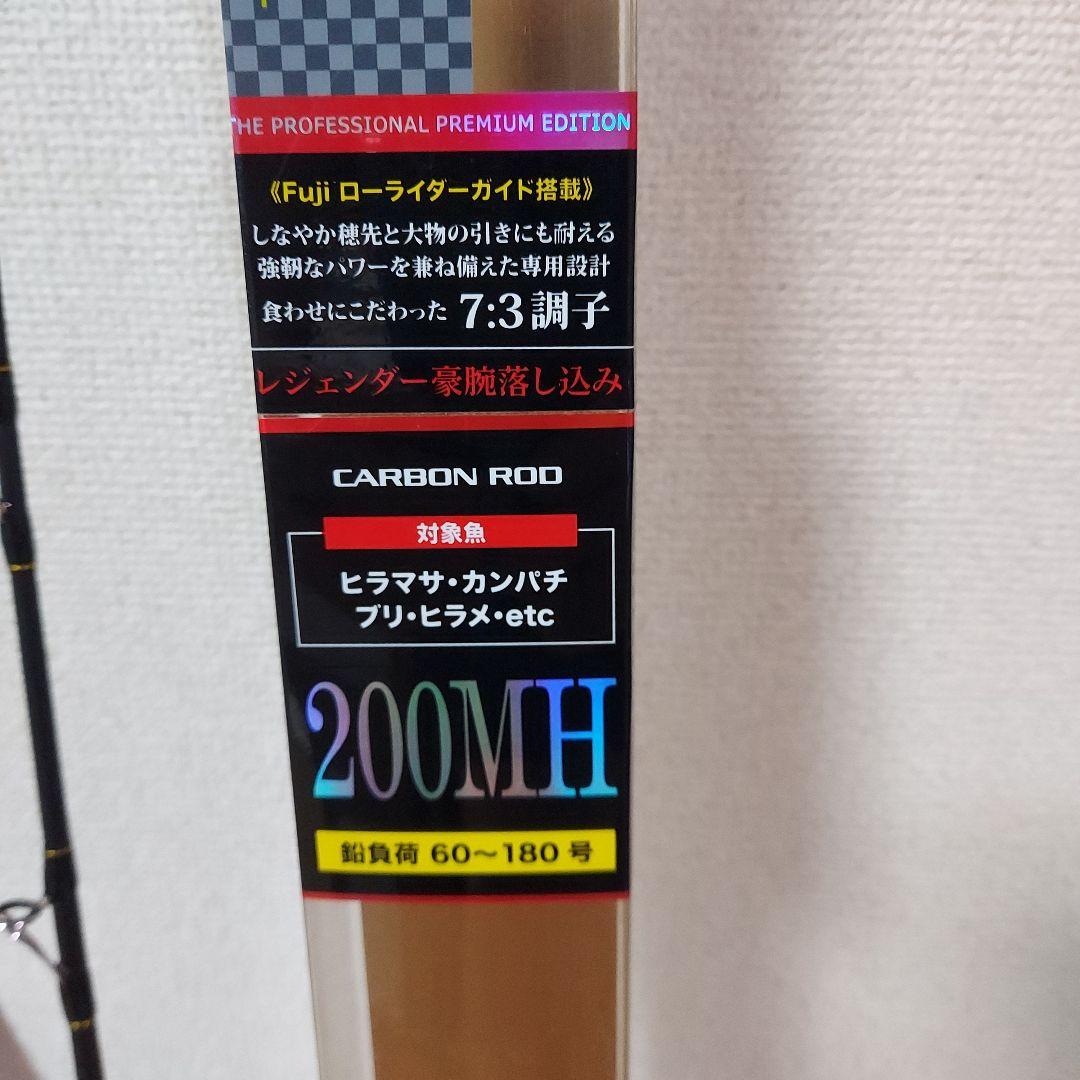 THE PROFESSIONAL PREMIUM EDITION
《Fuji ローライダーガイド搭載》
しなやか穂先と大物の引きにも耐える
強靭なパワーを兼ね備えた専用設計
食わせにこだわった 7:3調子
レジェンダー豪腕落し込み
CARBON ROD
対象魚
ヒラマサ・カンパチ
ブリ・ヒラメ・etc
200MH
鉛負荷 60～180 号